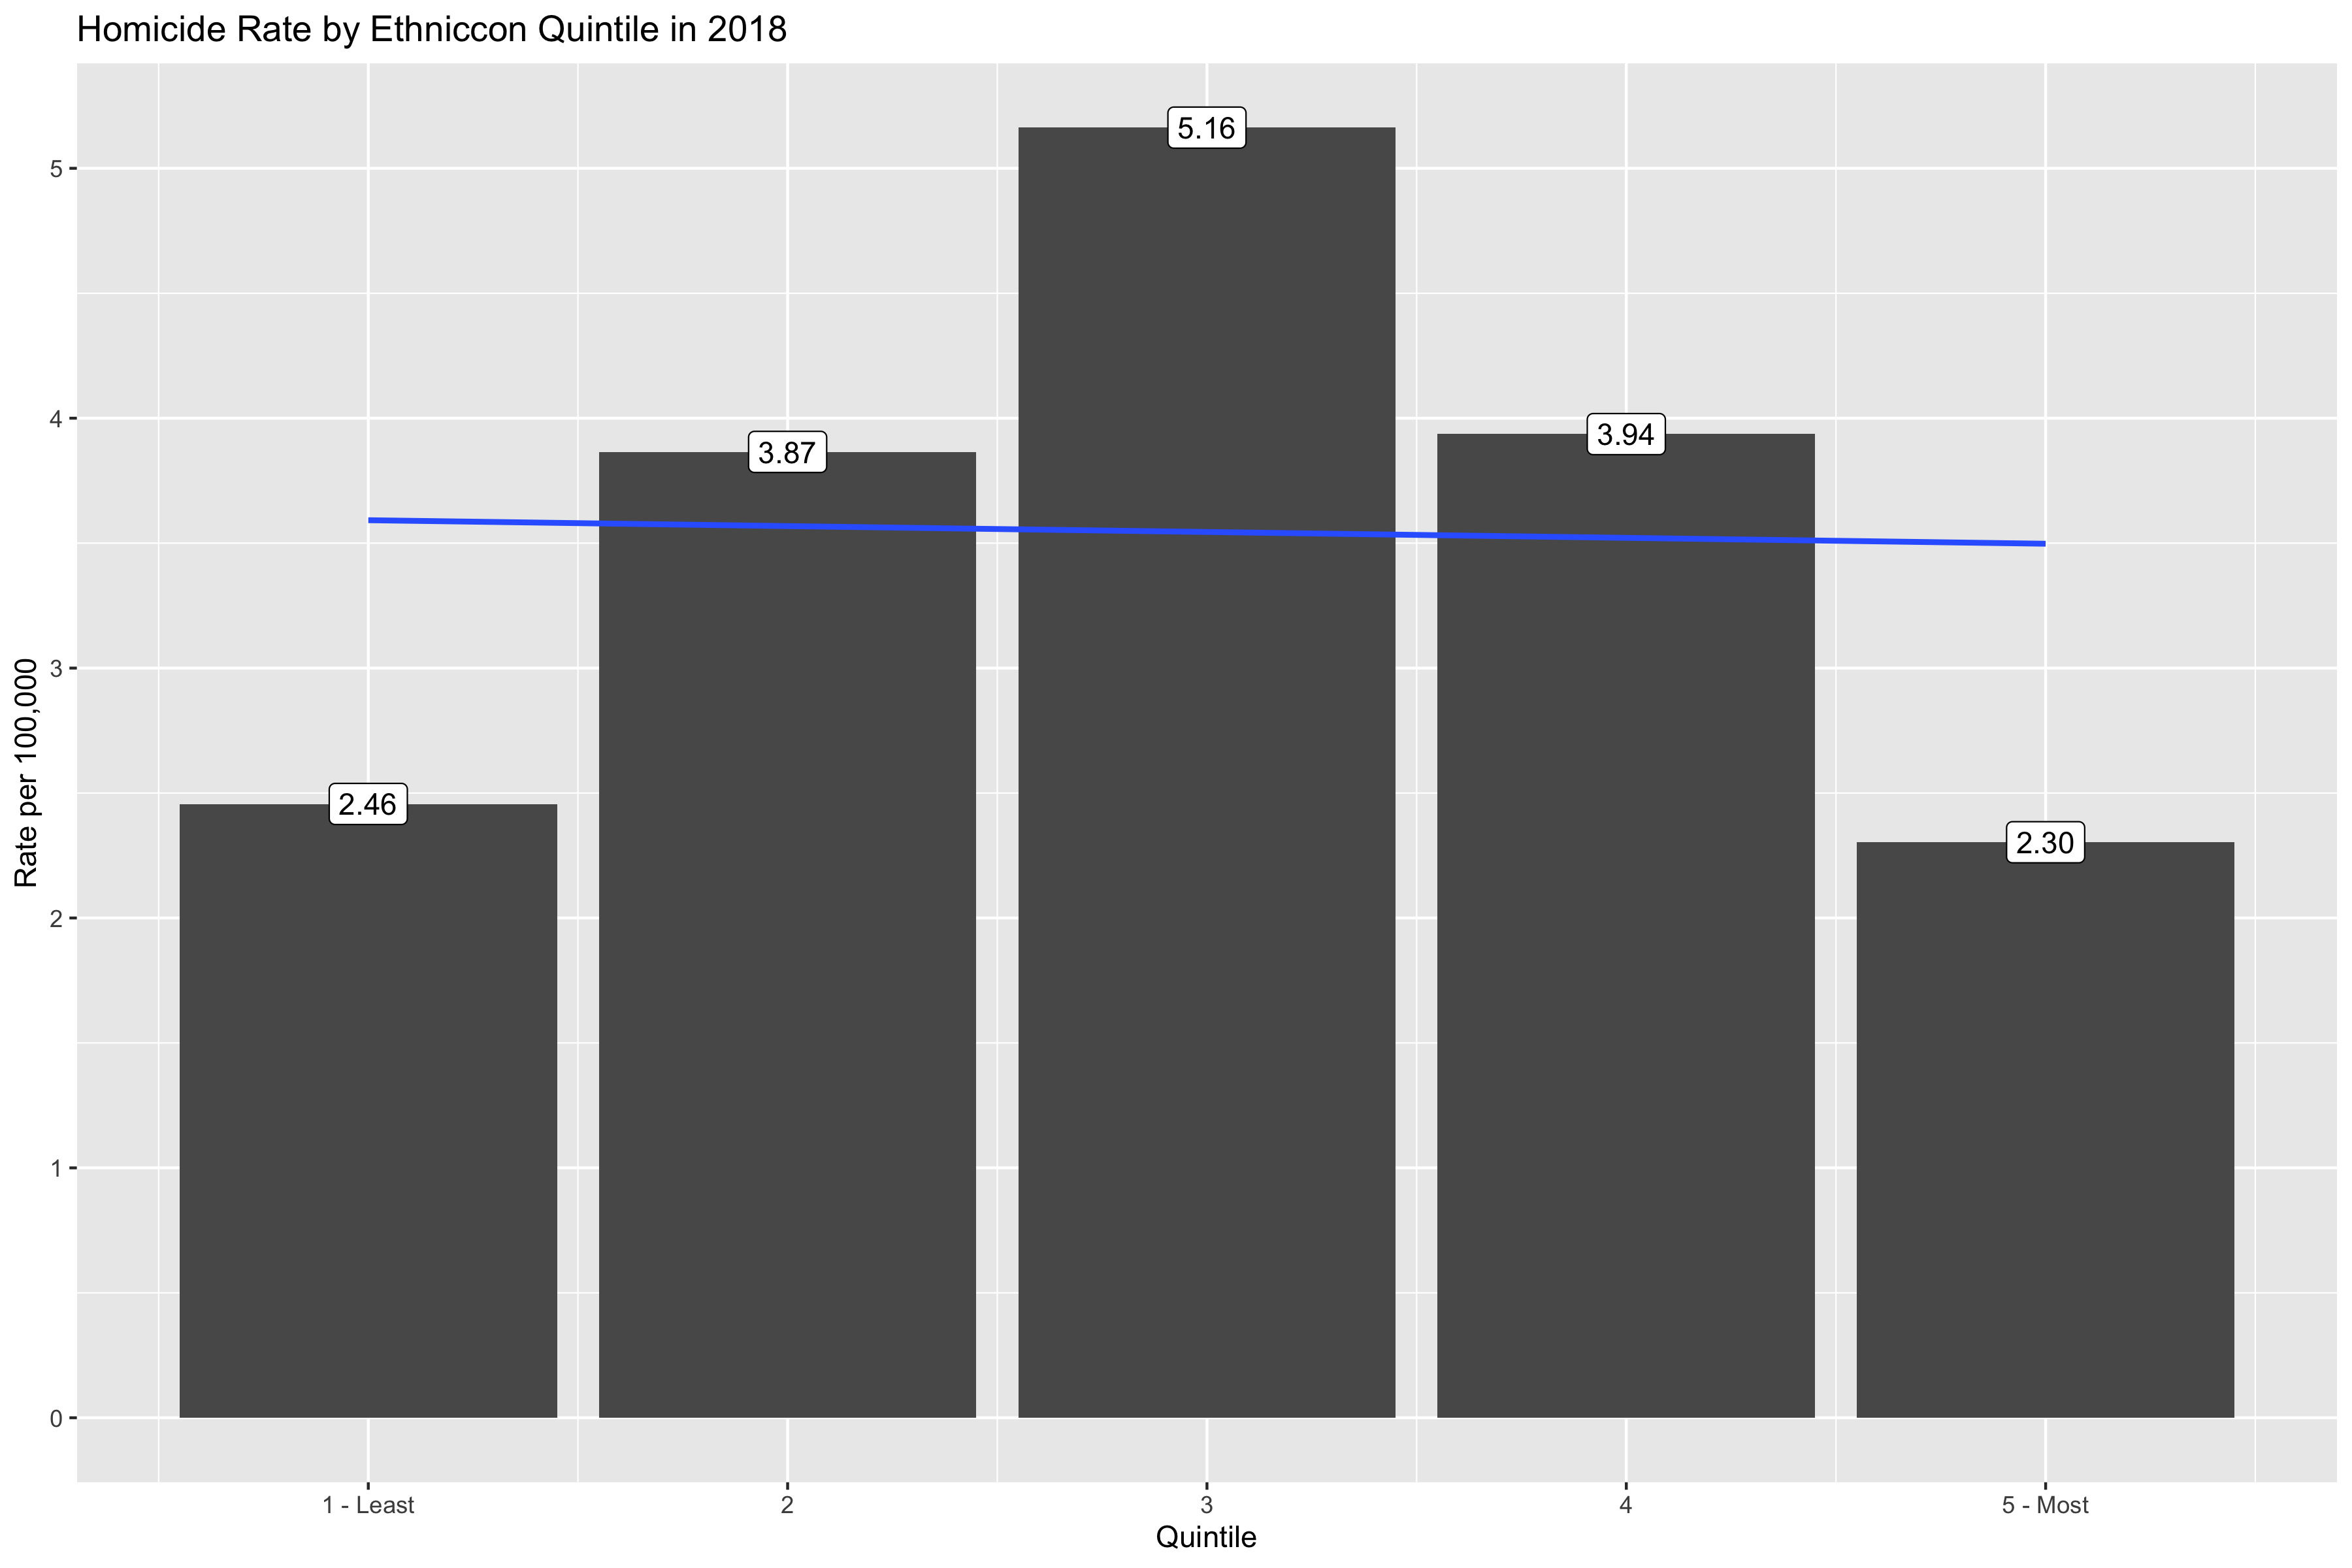 Homicide Rate by Ethniccon Quintile in 2018
Rate per 100,000
5
4
3
2
1
0
2.46
3.87
5.16
3.94
2.30
1 - Least
2
3
4
5 - Most
Quintile